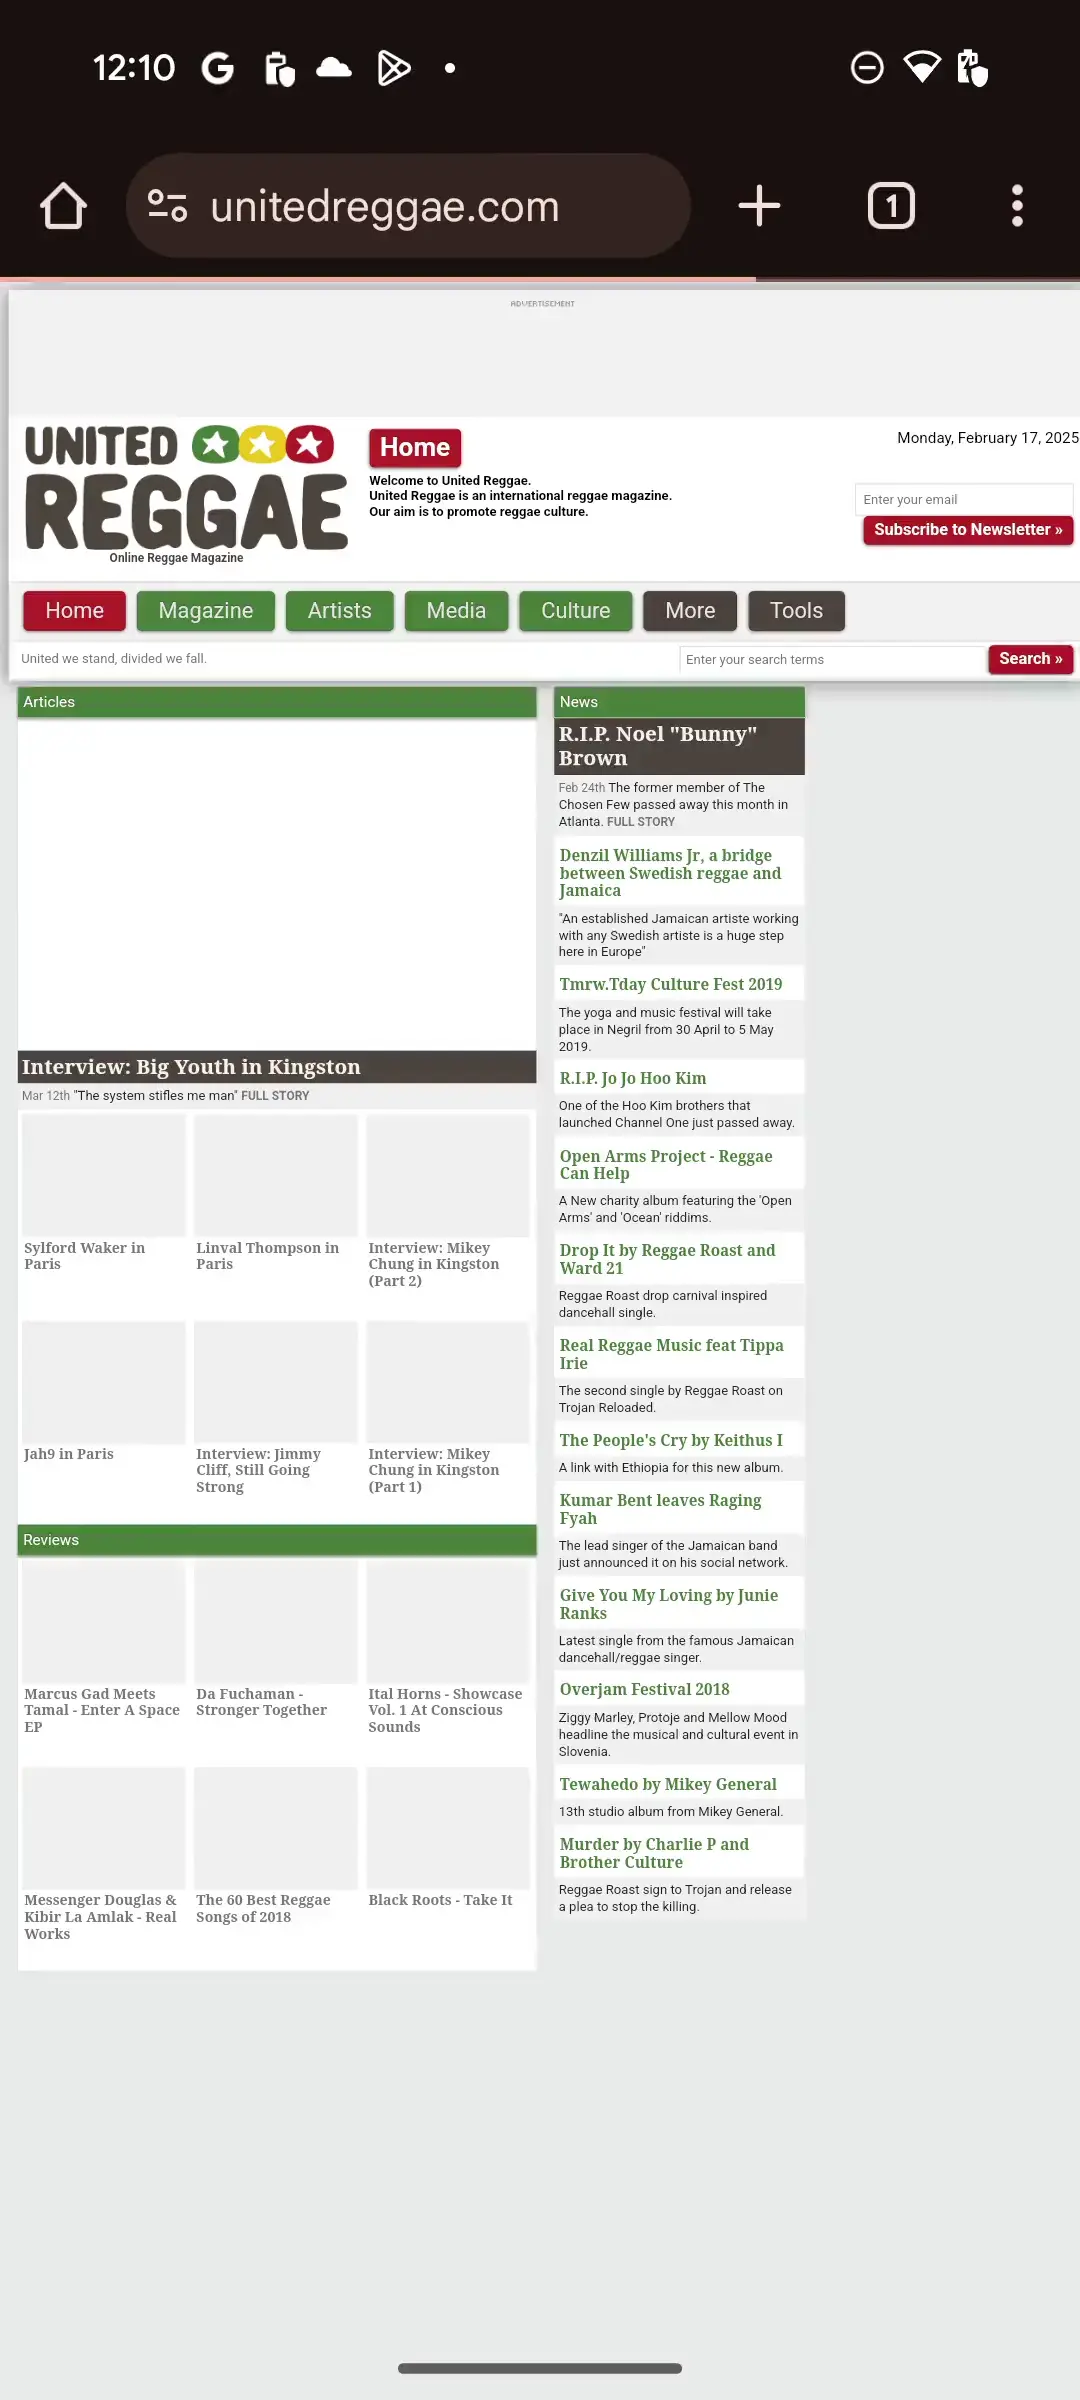 12:10
unitedreggae.com
1
ADVERTISEMENT
UNITED
REGGAE
Online Reggae Magazine
Home
Welcome to United Reggae.
United Reggae is an international reggae magazine.
Our aim is to promote reggae culture.
Monday, February 17, 2025
Enter your email
Subscribe to Newsletter »
Home
Magazine
Artists
Media
Culture
More
Tools
United we stand, divided we fall.
Enter your search terms
Search »
Articles
Interview: Big Youth in Kingston
Mar 12th "The system stifles me man" FULL STORY
Sylford Waker in
Paris
Linval Thompson in
Paris
Interview: Mikey
Chung in Kingston
(Part 2)
Jah9 in Paris
Interview: Jimmy
Cliff, Still Going
Strong
Interview: Mikey
Chung in Kingston
(Part 1)
Reviews
Marcus Gad Meets
Tamal - Enter A Space
EP
Da Fuchaman -
Stronger Together
Ital Horns - Showcase
Vol. 1 At Conscious
Sounds
Messenger Douglas &
Kibir La Amlak - Real
Works
The 60 Best Reggae
Songs of 2018
Black Roots - Take It
News
R.I.P. Noel "Bunny"
Brown
Feb 24th The former member of The
Chosen Few passed away this month in
Atlanta. FULL STORY
Denzil Williams Jr, a bridge
between Swedish reggae and
Jamaica
"An established Jamaican artiste working
with any Swedish artiste is a huge step
here in Europe"
Tmrw.Tday Culture Fest 2019
The yoga and music festival will take
place in Negril from 30 April to 5 May
2019.
R.I.P. Jo Jo Hoo Kim
One of the Hoo Kim brothers that
launched Channel One just passed away.
Open Arms Project - Reggae
Can Help
A New charity album featuring the 'Open
Arms' and 'Ocean' riddims.
Drop It by Reggae Roast and
Ward 21
Reggae Roast drop carnival inspired
dancehall single.
Real Reggae Music feat Tippa
Irie
The second single by Reggae Roast on
Trojan Reloaded.
The People's Cry by Keithus I
A link with Ethiopia for this new album.
Kumar Bent leaves Raging
Fyah
The lead singer of the Jamaican band
just announced it on his social network.
Give You My Loving by Junie
Ranks
Latest single from the famous Jamaican
dancehall/reggae singer.
Overjam Festival 2018
Ziggy Marley, Protoje and Mellow Mood
headline the musical and cultural event in
Slovenia.
Tewahedo by Mikey General
13th studio album from Mikey General.
Murder by Charlie P and
Brother Culture
Reggae Roast sign to Trojan and release
a plea to stop the killing.